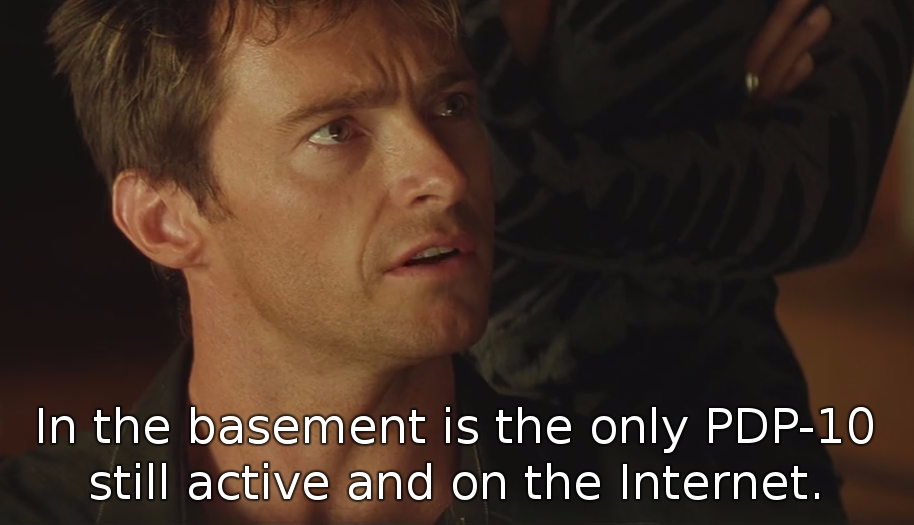 In the basement is the only PDP-10
still active and on the Internet.